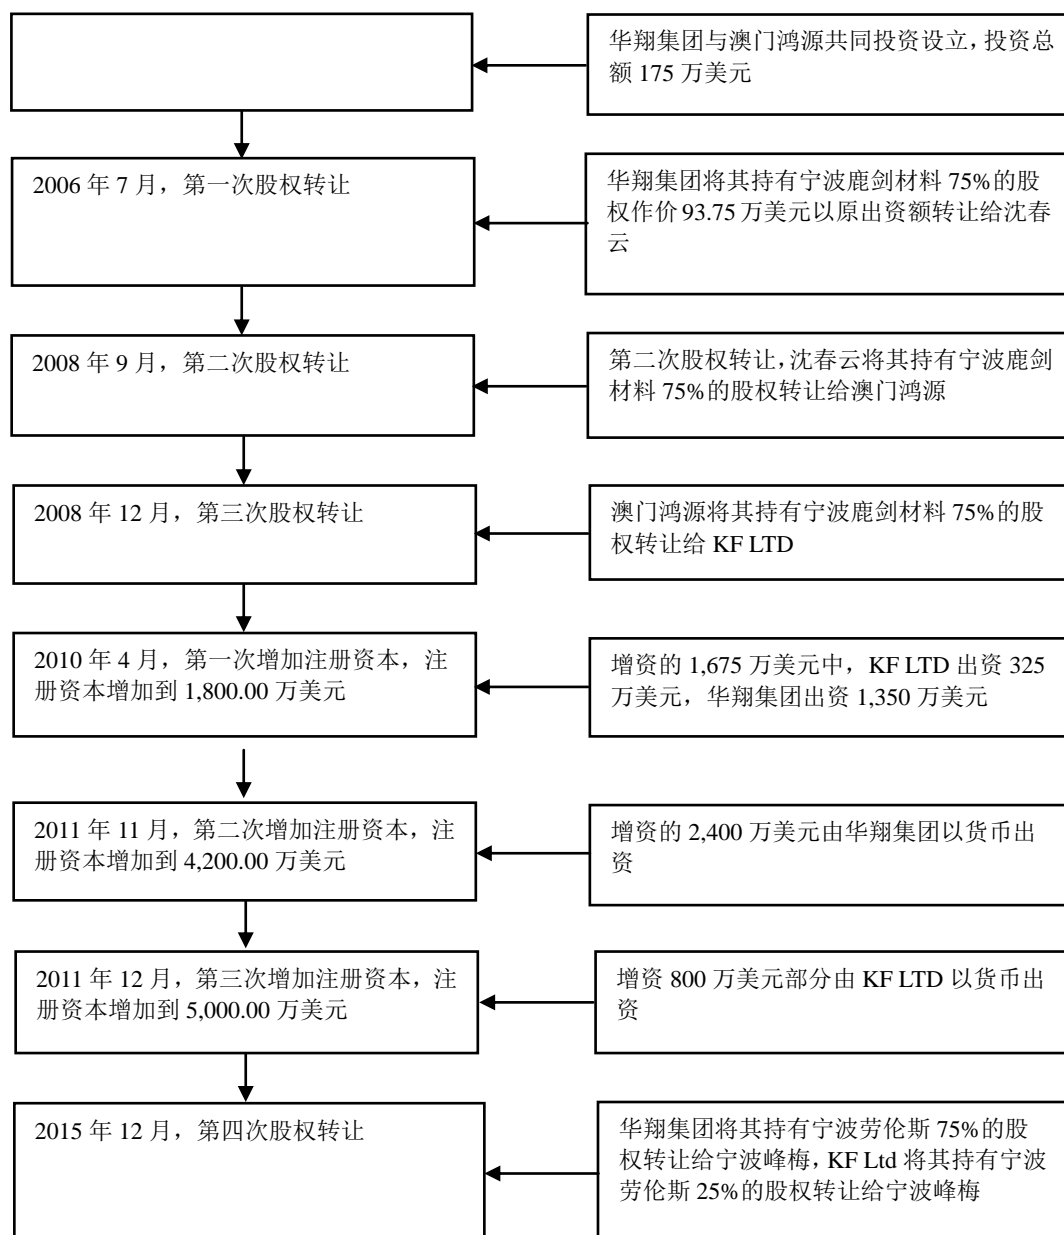 华翔集团与澳门鸿源共同投资设立，投资总
额 175 万美元
2006 年 7 月，第一次股权转让
华翔集团将其持有宁波鹿剑材料 75%的股
权作价 93.75 万美元以原出资额转让给沈春
云
2008 年 9 月，第二次股权转让
第二次股权转让，沈春云将其持有宁波鹿剑
材料 75%的股权转让给澳门鸿源
2008 年 12 月，第三次股权转让
澳门鸿源将其持有宁波鹿剑材料 75%的股
权转让给 KF LTD
2010 年 4 月，第一次增加注册资本，注
册资本增加到 1,800.00 万美元
增资的 1,675 万美元中，KF LTD 出资 325
万美元，华翔集团出资 1,350 万美元
2011 年 11 月，第二次增加注册资本，注
册资本增加到 4,200.00 万美元
增资的 2,400 万美元由华翔集团以货币出
资
2011 年 12 月，第三次增加注册资本，注
册资本增加到 5,000.00 万美元
增资 800 万美元部分由 KF LTD 以货币出
资
2015 年 12 月，第四次股权转让
华翔集团将其持有宁波劳伦斯 75%的股
权转让给宁波峰梅，KF Ltd 将其持有宁波
劳伦斯 25%的股权转让给宁波峰梅